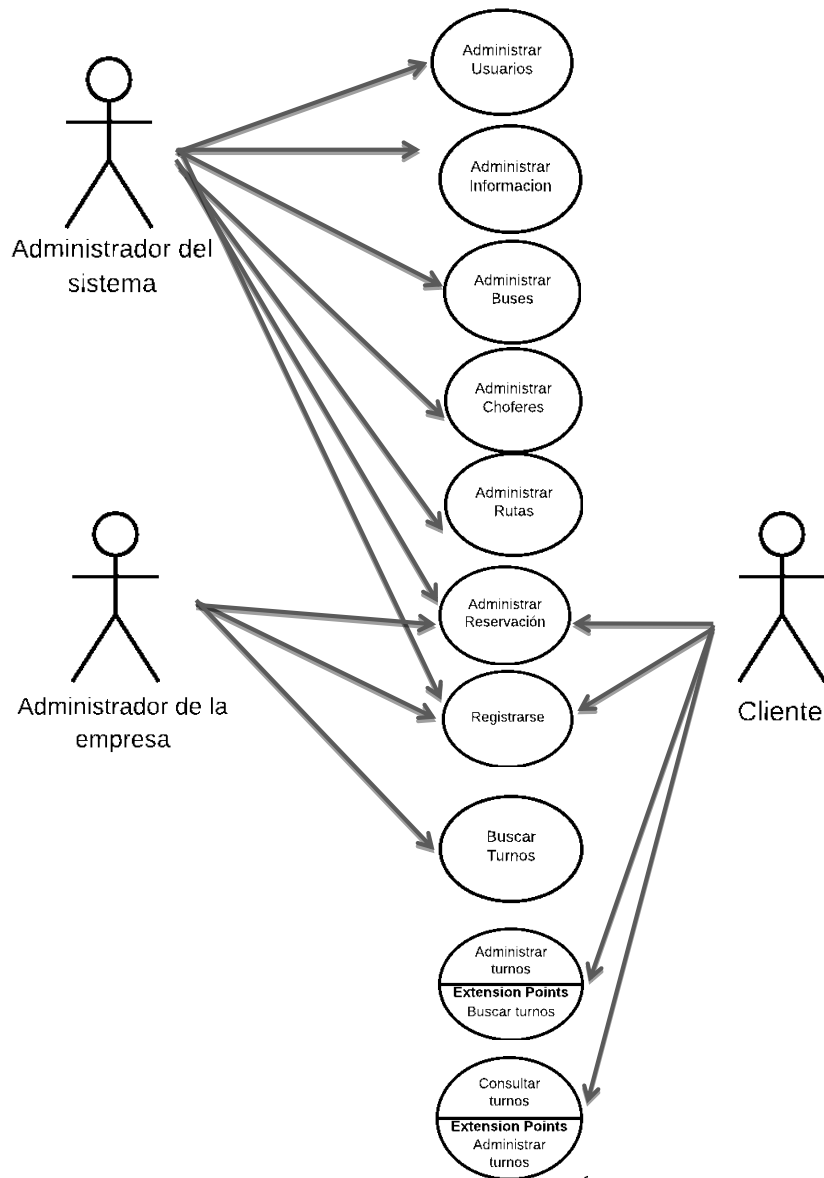 Administrar
Usuarios
Administrar
Informacion
Administrador del
sistema
Administrar
Buses
Administrar
Choferes
Administrar
Rutas
Administrar
Reservación
Administrador de la
empresa
Registrarse
Cliente
Buscar
Turnos
Administrar
turnos
Extension Points
Buscar turnos
Consultar
turnos
Extension Points
Administrar
turnos